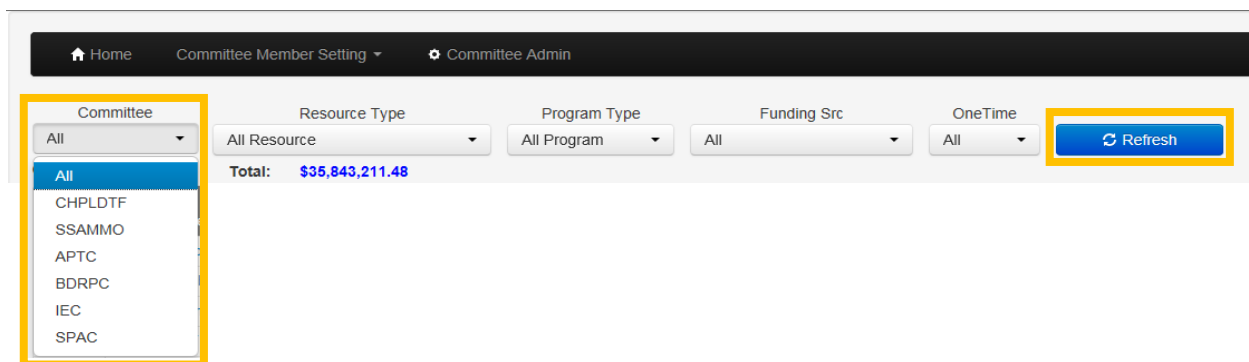 Home Committee Member Setting Committee Admin
Committee Resource Type Program Type Funding Src OneTime
All All Resource All Program All All Refresh
All Total: $35,843,211.48
CHPLDTF
SSAMMO
APTC
BDRPC
IEC
SPAC